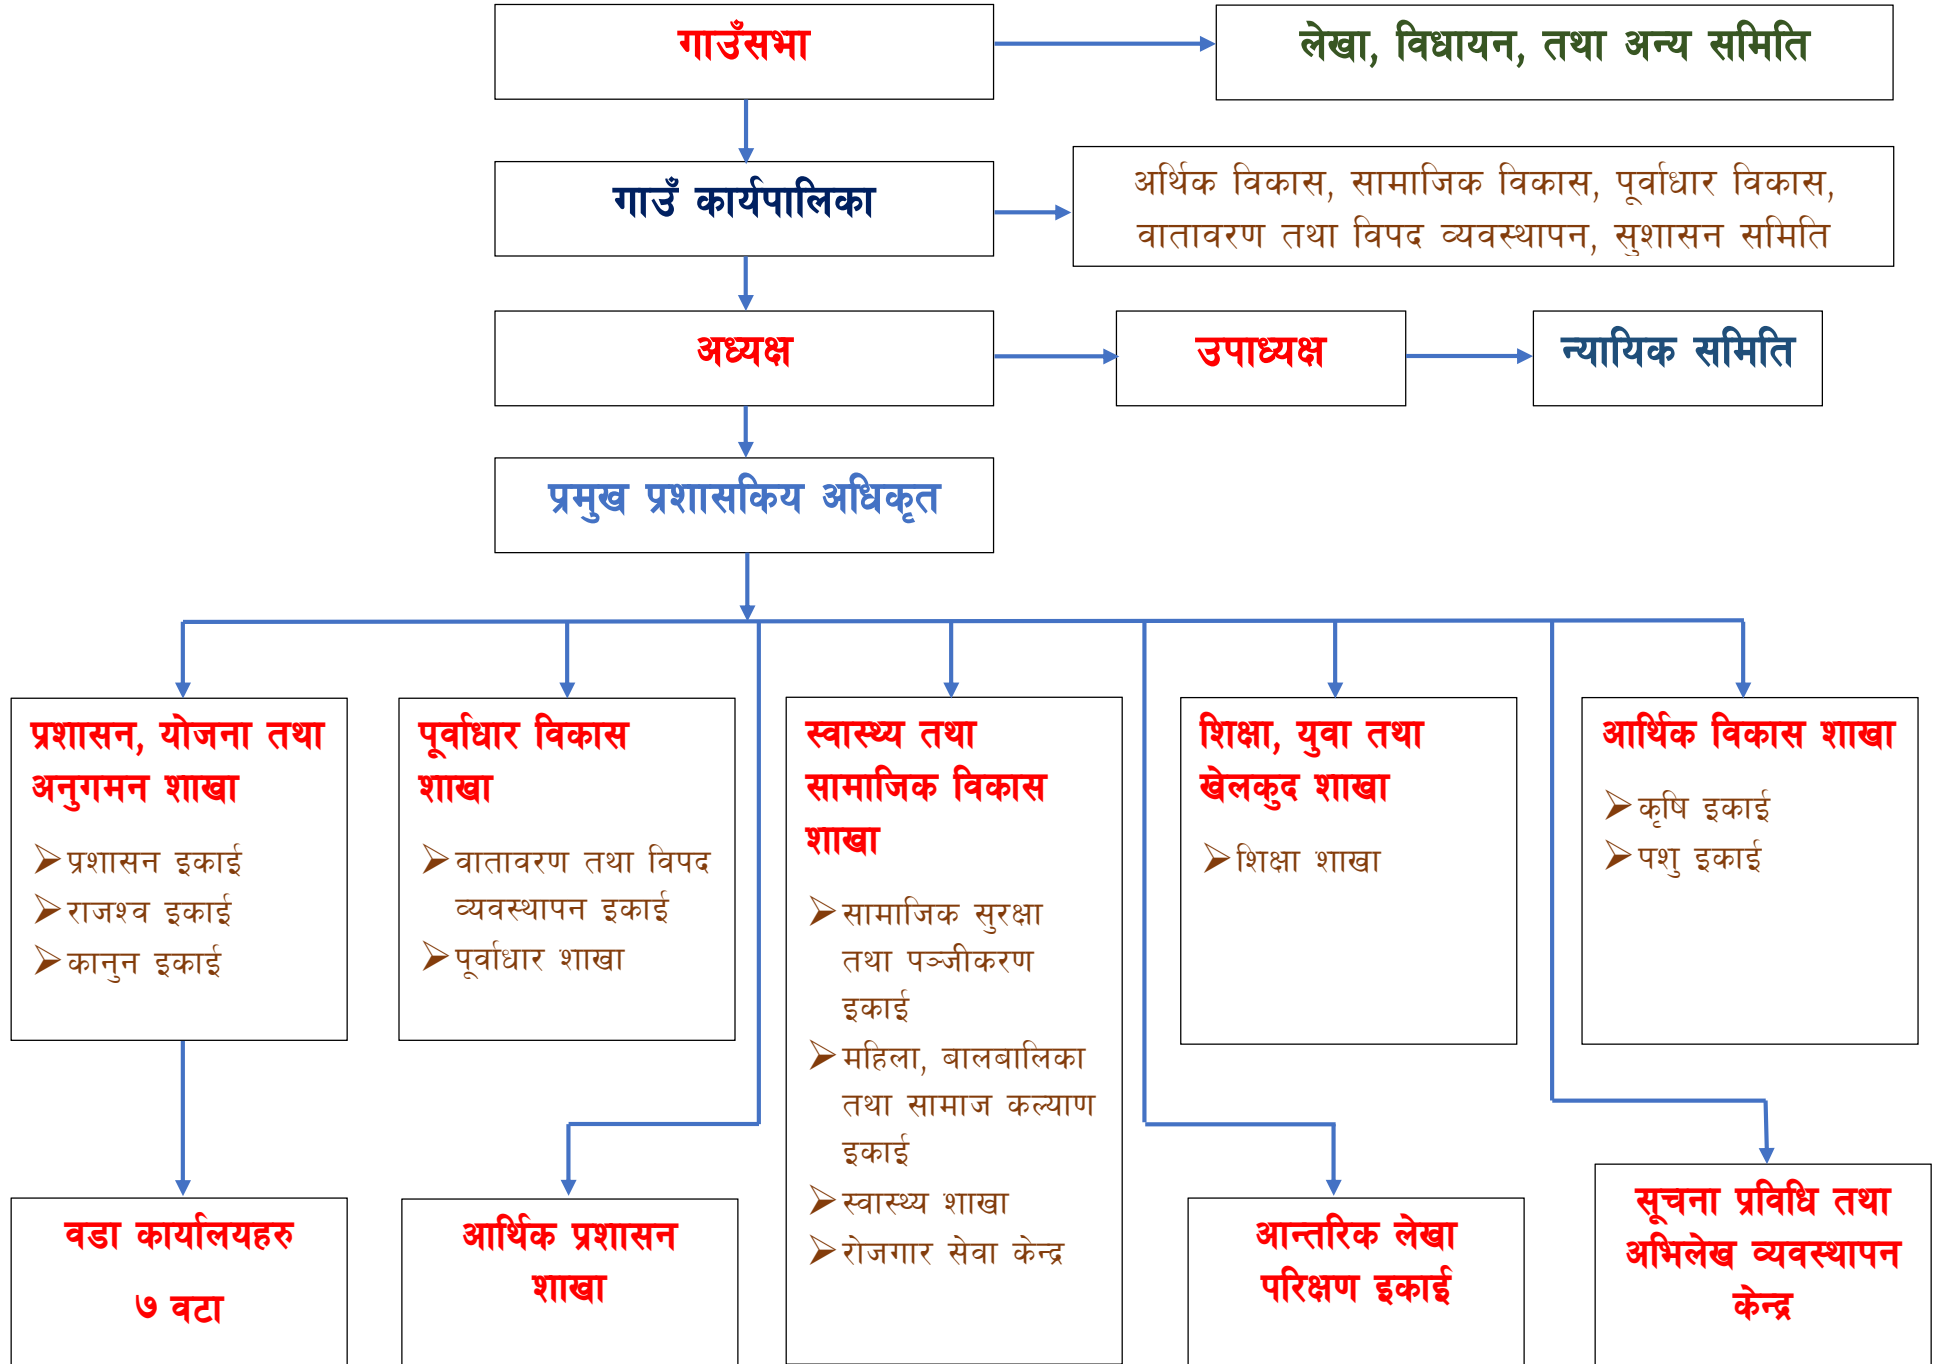 गाउँसभा
लेखा, विधायन, तथा अन्य समिति
गाउँ कार्यपालिका
अर्थिक विकास, सामाजिक विकास, पूर्वाधार विकास,
वातावरण तथा विपद व्यवस्थापन, सुशासन समिति
अध्यक्ष
उपाध्यक्ष
न्यायिक समिति
प्रमुख प्रशासकिय अधिकृत
प्रशासन, योजना तथा
अनुगमन शाखा
प्रशासन इकाई
राजश्व इकाई
कानुन इकाई
पूर्वाधार विकास
शाखा
वातावरण तथा विपद
व्यवस्थापन इकाई
पूर्वाधार शाखा
स्वास्थ्य तथा
सामाजिक विकास
शाखा
सामाजिक सुरक्षा
तथा पञ्जीकरण
इकाई
महिला, बालबालिका
तथा सामाज कल्याण
इकाई
स्वास्थ्य शाखा
रोजगार सेवा केन्द्र
शिक्षा, युवा तथा
खेलकुद शाखा
शिक्षा शाखा
आर्थिक विकास शाखा
कृषि इकाई
पशु इकाई
वडा कार्यालयहरु
७ वटा
आर्थिक प्रशासन
शाखा
आन्तरिक लेखा
परिक्षण इकाई
सूचना प्रविधि तथा
अभिलेख व्यवस्थापन
केन्द्र